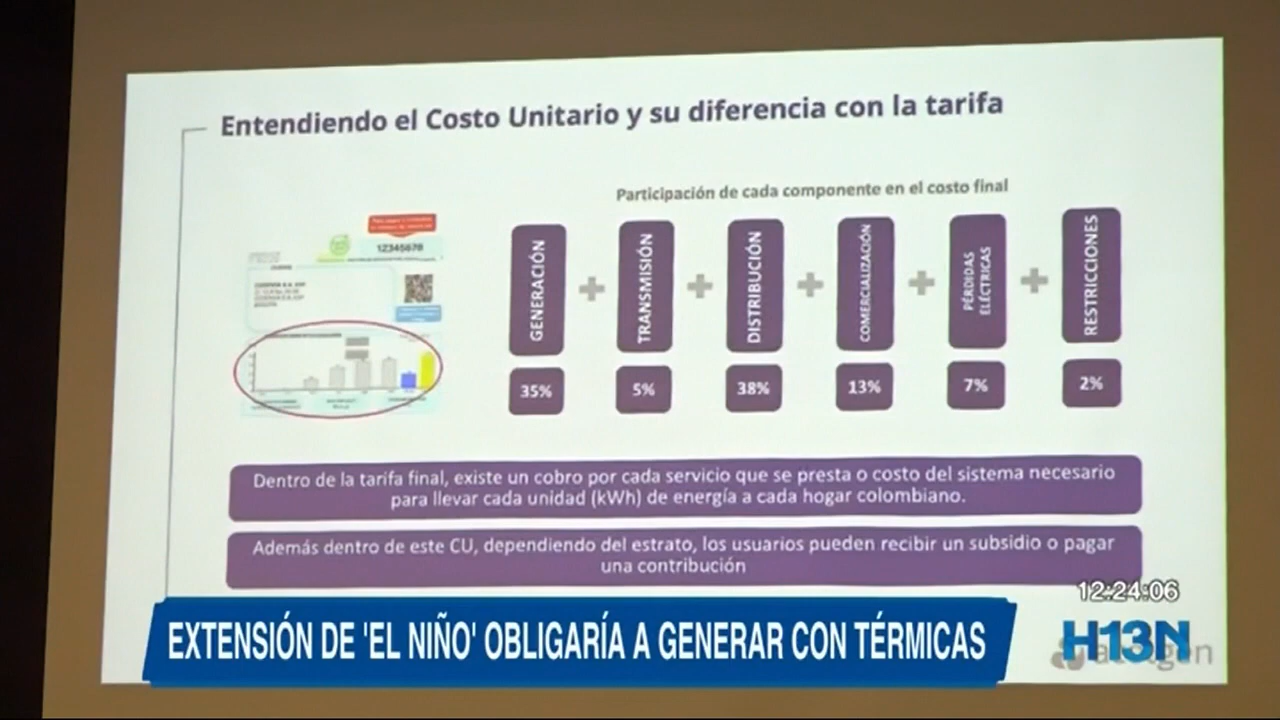 Entendiendo el Costo Unitario y su diferencia con la tarifa
Participación de cada componente en el costo final
12345678
GENERACIÓN
TRANSMISIÓN
DISTRIBUCIÓN
COMERCIALIZACIÓN
PÉRDIDAS
ELÉCTRICAS
RESTRICCIONES
35%
5%
38%
13%
7%
2%
Dentro de la tarifa final, existe un cobro por cada servicio que se presta o costo del sistema necesario
para llevar cada unidad (kWh) de energía a cada hogar colombiano.
Además dentro de este CU, dependiendo del estrato, los usuarios pueden recibir un subsidio o pagar
una contribución
12:24:06
EXTENSIÓN DE 'EL NIÑO' OBLIGARÍA A GENERAR CON TÉRMICAS
H13N